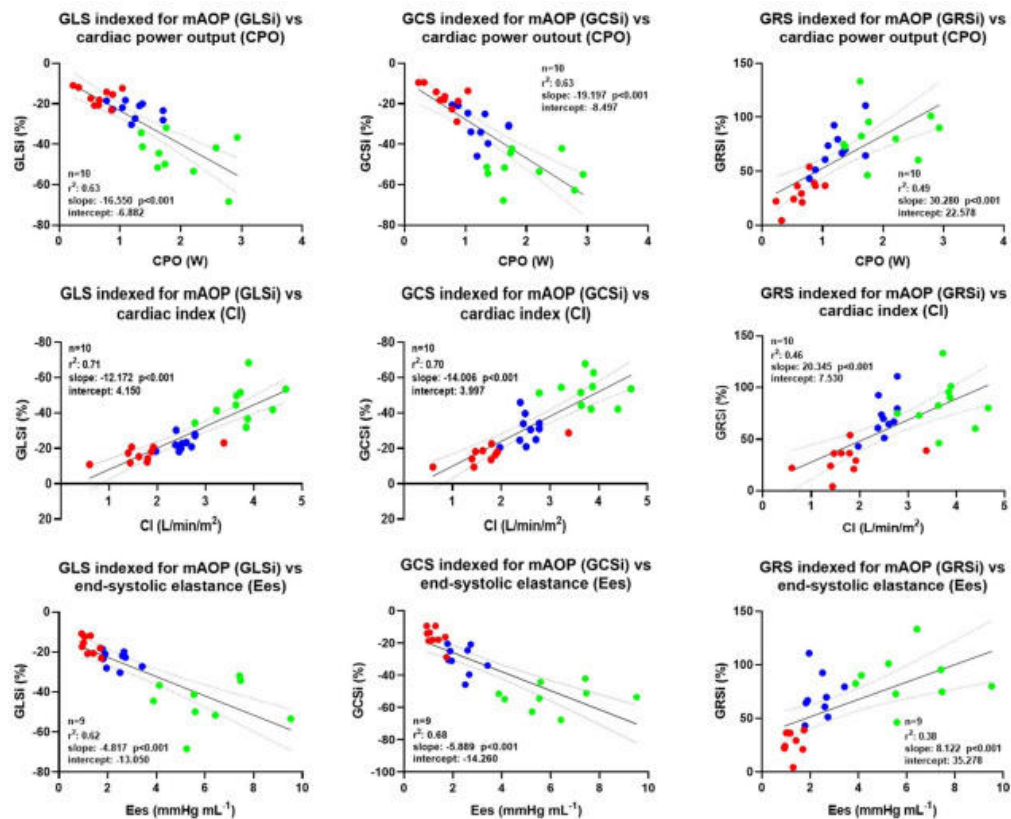 GLS indexed for mAOP (GLSi) vs
cardiac power output (CPO)
0
-20
-40
-60
-80
GLSi (%)
n=10
r²: 0.63
slope: -16.550 p<0.001
intercept: -6.882
0 1 2 3 4
CPO (W)
GCS indexed for mAOP (GCSi) vs
cardiac power outout (CPO)
0
-20
-40
-60
-80
GCSi (%)
n=10
r²: 0.63
slope: -19.197 p<0.001
intercept: -8.497
0 1 2 3 4
CPO (W)
GRS indexed for mAOP (GRSi) vs
cardiac power output (CPO)
150
100
50
0
GRSi (%)
n=10
r²: 0.49
slope: 30.280 p<0.001
intercept: 22.578
0 1 2 3 4
CPO (W)
GLS indexed for mAOP (GLSi) vs
cardiac index (CI)
-80
-60
-40
-20
0
20
GLSi (%)
n=10
r²: 0.71
slope: -12.172 p<0.001
intercept: 4.150
0 1 2 3 4 5
CI (L/min/m²)
GCS indexed for mAOP (GCSi) vs
cardiac index (CI)
-80
-60
-40
-20
0
20
GCSi (%)
n=10
r²: 0.70
slope: -14.006 p<0.001
intercept: 3.997
0 1 2 3 4 5
CI (L/min/m²)
GRS indexed for mAOP (GRSi) vs
cardiac index (CI)
150
100
50
0
GRSi (%)
n=10
r²: 0.46
slope: 20.345 p<0.001
intercept: 7.530
0 1 2 3 4 5
CI (L/min/m²)
GLS indexed for mAOP (GLSi) vs
end-systolic elastance (Ees)
0
-20
-40
-60
-80
GLSi (%)
n=9
r²: 0.62
slope: -4.817 p<0.001
intercept: -13.050
0 2 4 6 8 10
Ees (mmHg mL⁻¹)
GCS indexed for mAOP (GCSi) vs
end-systolic elastance (Ees)
0
-20
-40
-60
-80
-100
GCSi (%)
n=9
r²: 0.68
slope: -5.889 p<0.001
intercept: -14.260
0 2 4 6 8 10
Ees (mmHg mL⁻¹)
GRS indexed for mAOP (GRSi) vs
end-systolic elastance (Ees)
150
100
50
0
GRSi (%)
n=9
r²: 0.38
slope: 8.122 p<0.001
intercept: 35.278
0 2 4 6 8 10
Ees (mmHg mL⁻¹)